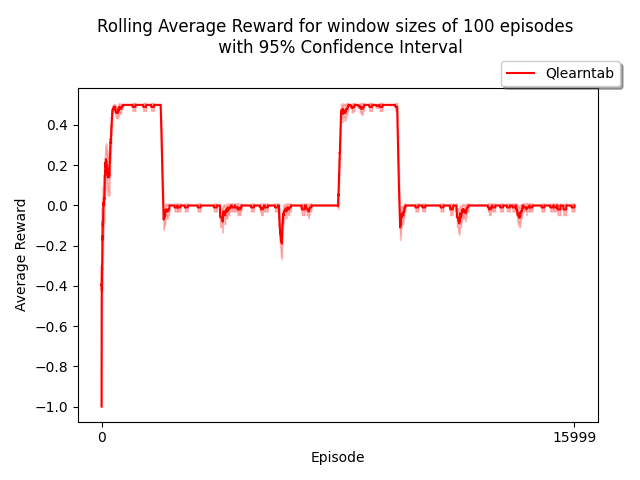 Rolling Average Reward for window sizes of 100 episodes
with 95% Confidence Interval
Qlearntab
0.4
0.2
0.0
−0.2
−0.4
−0.6
−0.8
−1.0
Average Reward
0
15999
Episode